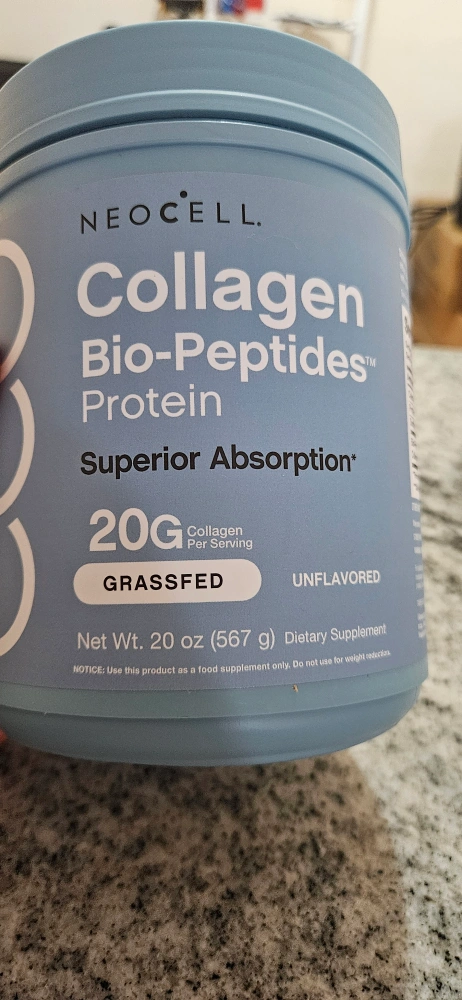 NEOCELL.
Collagen
Bio-Peptides™
Protein
Superior Absorption*
20G Collagen
Per Serving
GRASSFED UNFLAVORED
Net Wt. 20 oz (567 g) Dietary Supplement
NOTICE: Use this product as a food supplement only. Do not use for weight reduction.